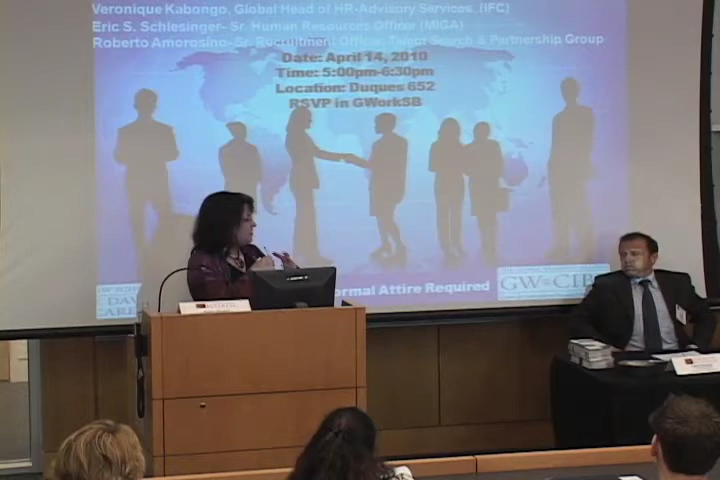 Veronique Kabongo, Global Head of HR-Advisory Services, (IFC)
Eric S. Schlesinger- Sr. Human Resources Officer (MIGA)
Roberto Amorosino- Sr. Recruitment Officer, Talent Search & Partnership Group
Date: April 14, 2010
Time: 5:00pm-6:30pm
Location: Duques 652
RSVP in GWorkSB
ormal Attire Required
GW CIB